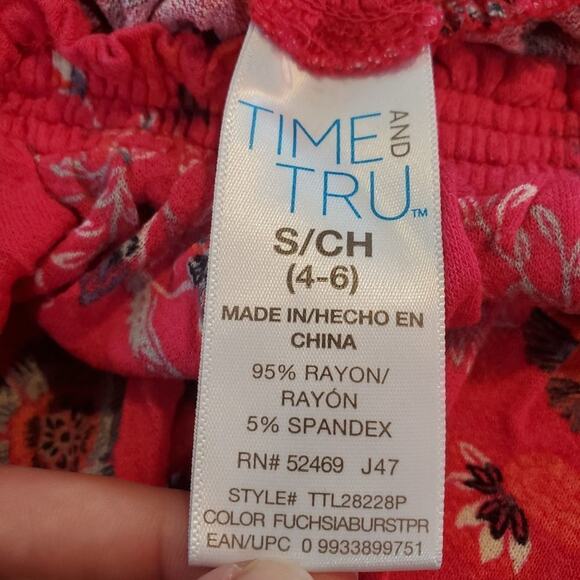 TIME AND
TRU™
S/CH
(4-6)
MADE IN/HECHO EN
CHINA
95% RAYON/
RAYÓN
5% SPANDEX
RN# 52469 J47
STYLE# TTL28228P
COLOR FUCHSIABURSTPR
EAN/UPC 0 9933899751